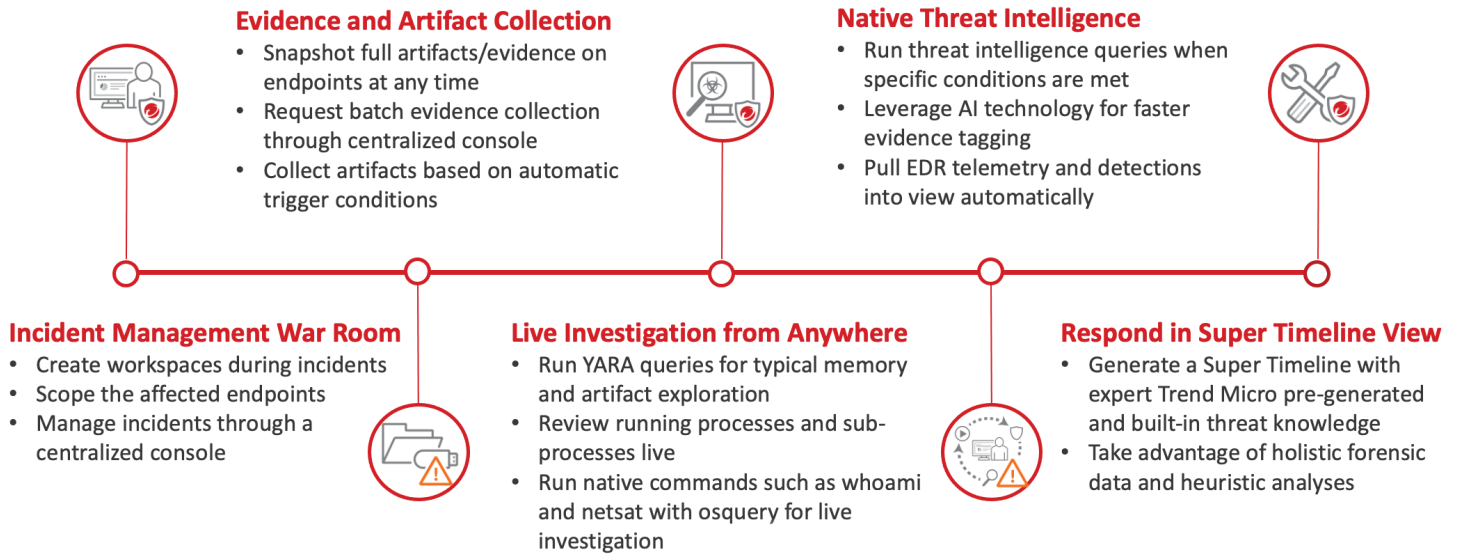 Evidence and Artifact Collection
• Snapshot full artifacts/evidence on
endpoints at any time
• Request batch evidence collection
through centralized console
• Collect artifacts based on automatic
trigger conditions
Native Threat Intelligence
• Run threat intelligence queries when
specific conditions are met
• Leverage AI technology for faster
evidence tagging
• Pull EDR telemetry and detections
into view automatically
Incident Management War Room
• Create workspaces during incidents
• Scope the affected endpoints
• Manage incidents through a
centralized console
Live Investigation from Anywhere
• Run YARA queries for typical memory
and artifact exploration
• Review running processes and sub-
processes live
• Run native commands such as whoami
and netsat with osquery for live
investigation
Respond in Super Timeline View
• Generate a Super Timeline with
expert Trend Micro pre-generated
and built-in threat knowledge
• Take advantage of holistic forensic
data and heuristic analyses